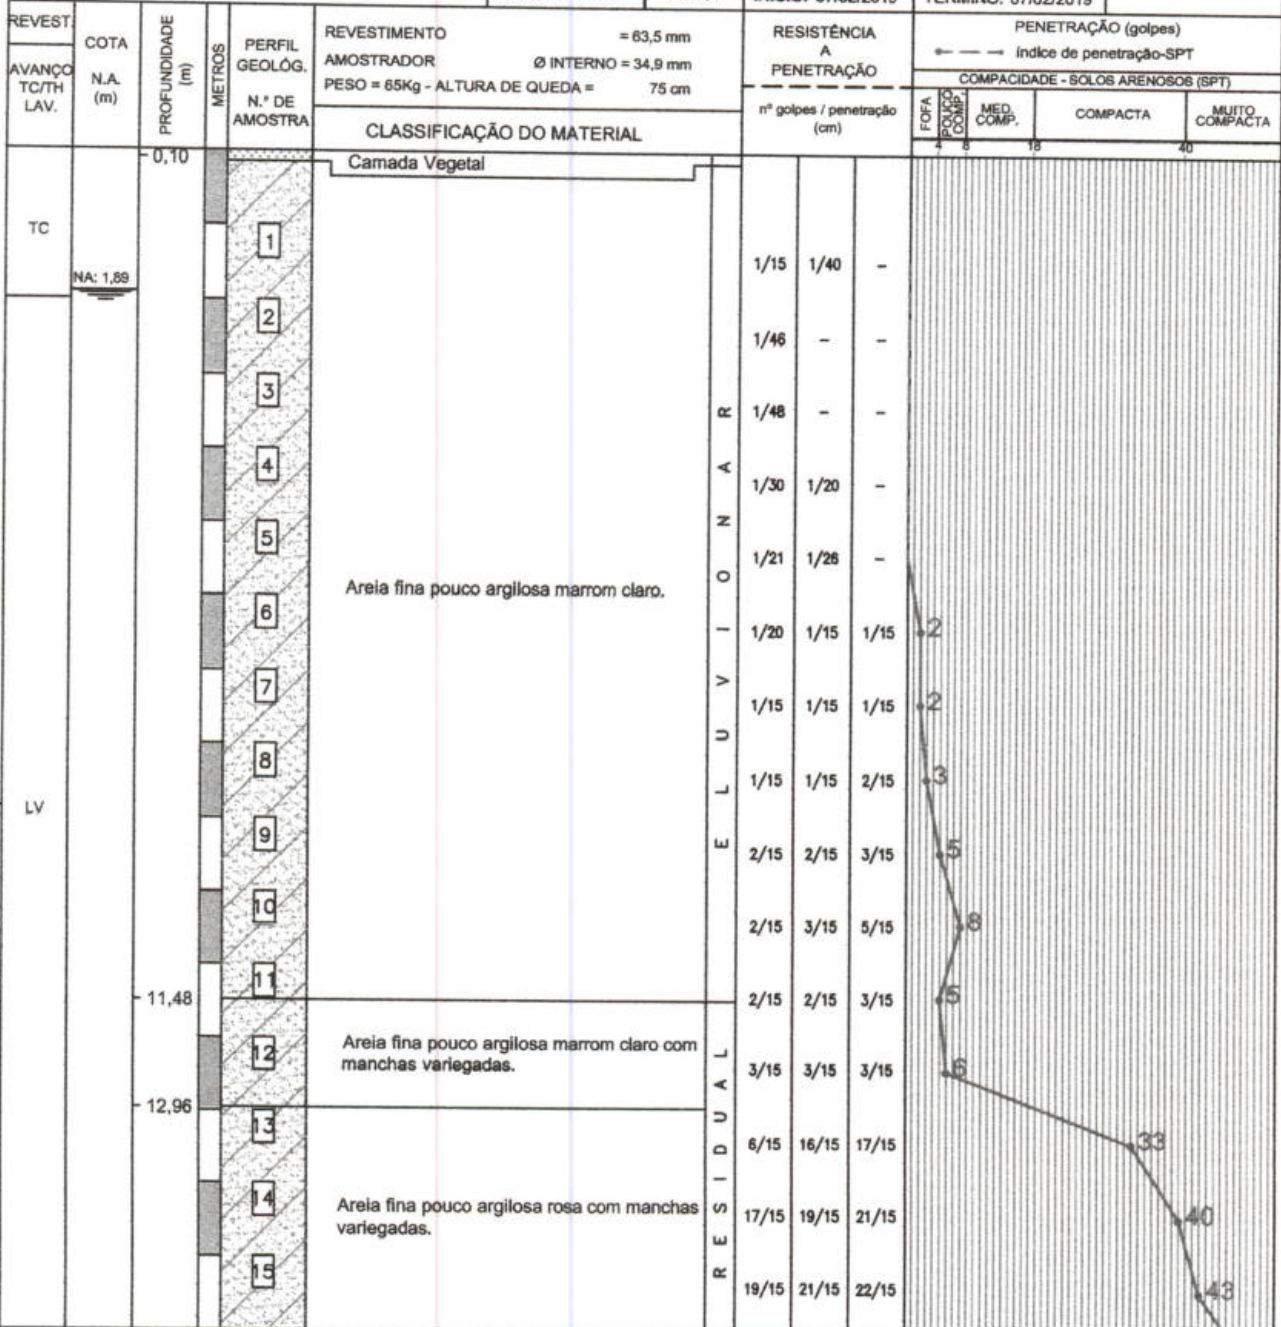 INÍCIO: 07/02/2019 TÉRMINO: 07/02/2019
REVEST.
AVANÇO
TC/TH
LAV.
COTA
N.A.
(m)
PROFUNDIDADE
(m)
METROS
PERFIL
GEOLÓG.
N.º DE
AMOSTRA
REVESTIMENTO = 63,5 mm
AMOSTRADOR Ø INTERNO = 34,9 mm
PESO = 65Kg - ALTURA DE QUEDA = 75 cm
CLASSIFICAÇÃO DO MATERIAL
RESISTÊNCIA
A
PENETRAÇÃO
nº golpes / penetração
(cm)
PENETRAÇÃO (golpes)
índice de penetração-SPT
COMPACIDADE - SOLOS ARENOSOS (SPT)
FOFA
POUCO
COMP.
MED.
COMP.
COMPACTA
MUITO
COMPACTA
4 8 18 40
0,10
Camada Vegetal
TC
NA: 1,89
1
1/15 1/40 -
2
1/46 - -
3
1/48 - -
4
1/30 1/20 -
5
1/21 1/26 -
Areia fina pouco argilosa marrom claro.
6
1/20 1/15 1/15 2
7
1/15 1/15 1/15 2
8
1/15 1/15 2/15 3
LV
9
2/15 2/15 3/15 5
10
2/15 3/15 5/15 8
11
11,48
2/15 2/15 3/15 5
ELUVIONAR
Areia fina pouco argilosa marrom claro com
manchas variegadas.
12
3/15 3/15 3/15 6
12,96
13
6/15 16/15 17/15 33
14
Areia fina pouco argilosa rosa com manchas
variegadas.
17/15 19/15 21/15 40
15
19/15 21/15 22/15 43
RESIDUAL